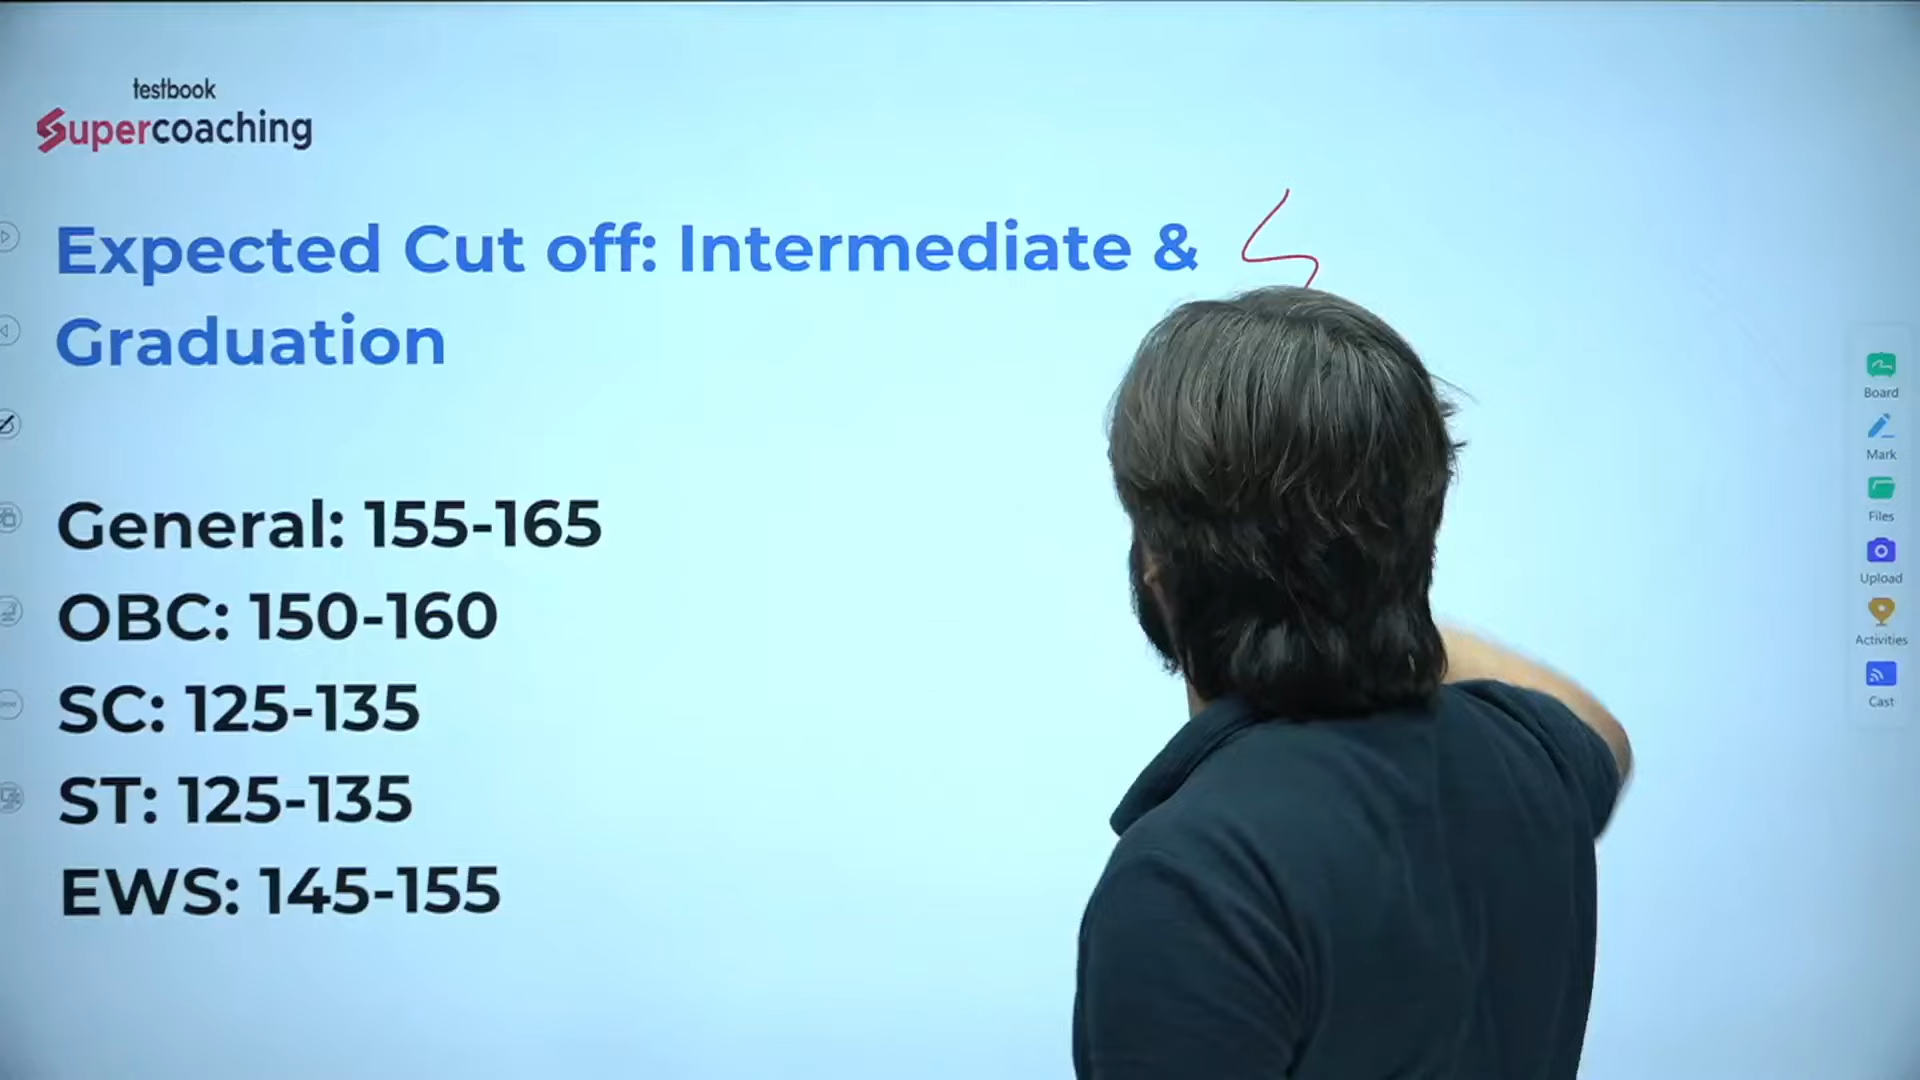 testbook
Supercoaching
Expected Cut off: Intermediate &
Graduation
General: 155-165
OBC: 150-160
SC: 125-135
ST: 125-135
EWS: 145-155
Board
Mark
Files
Upload
Activities
Cast